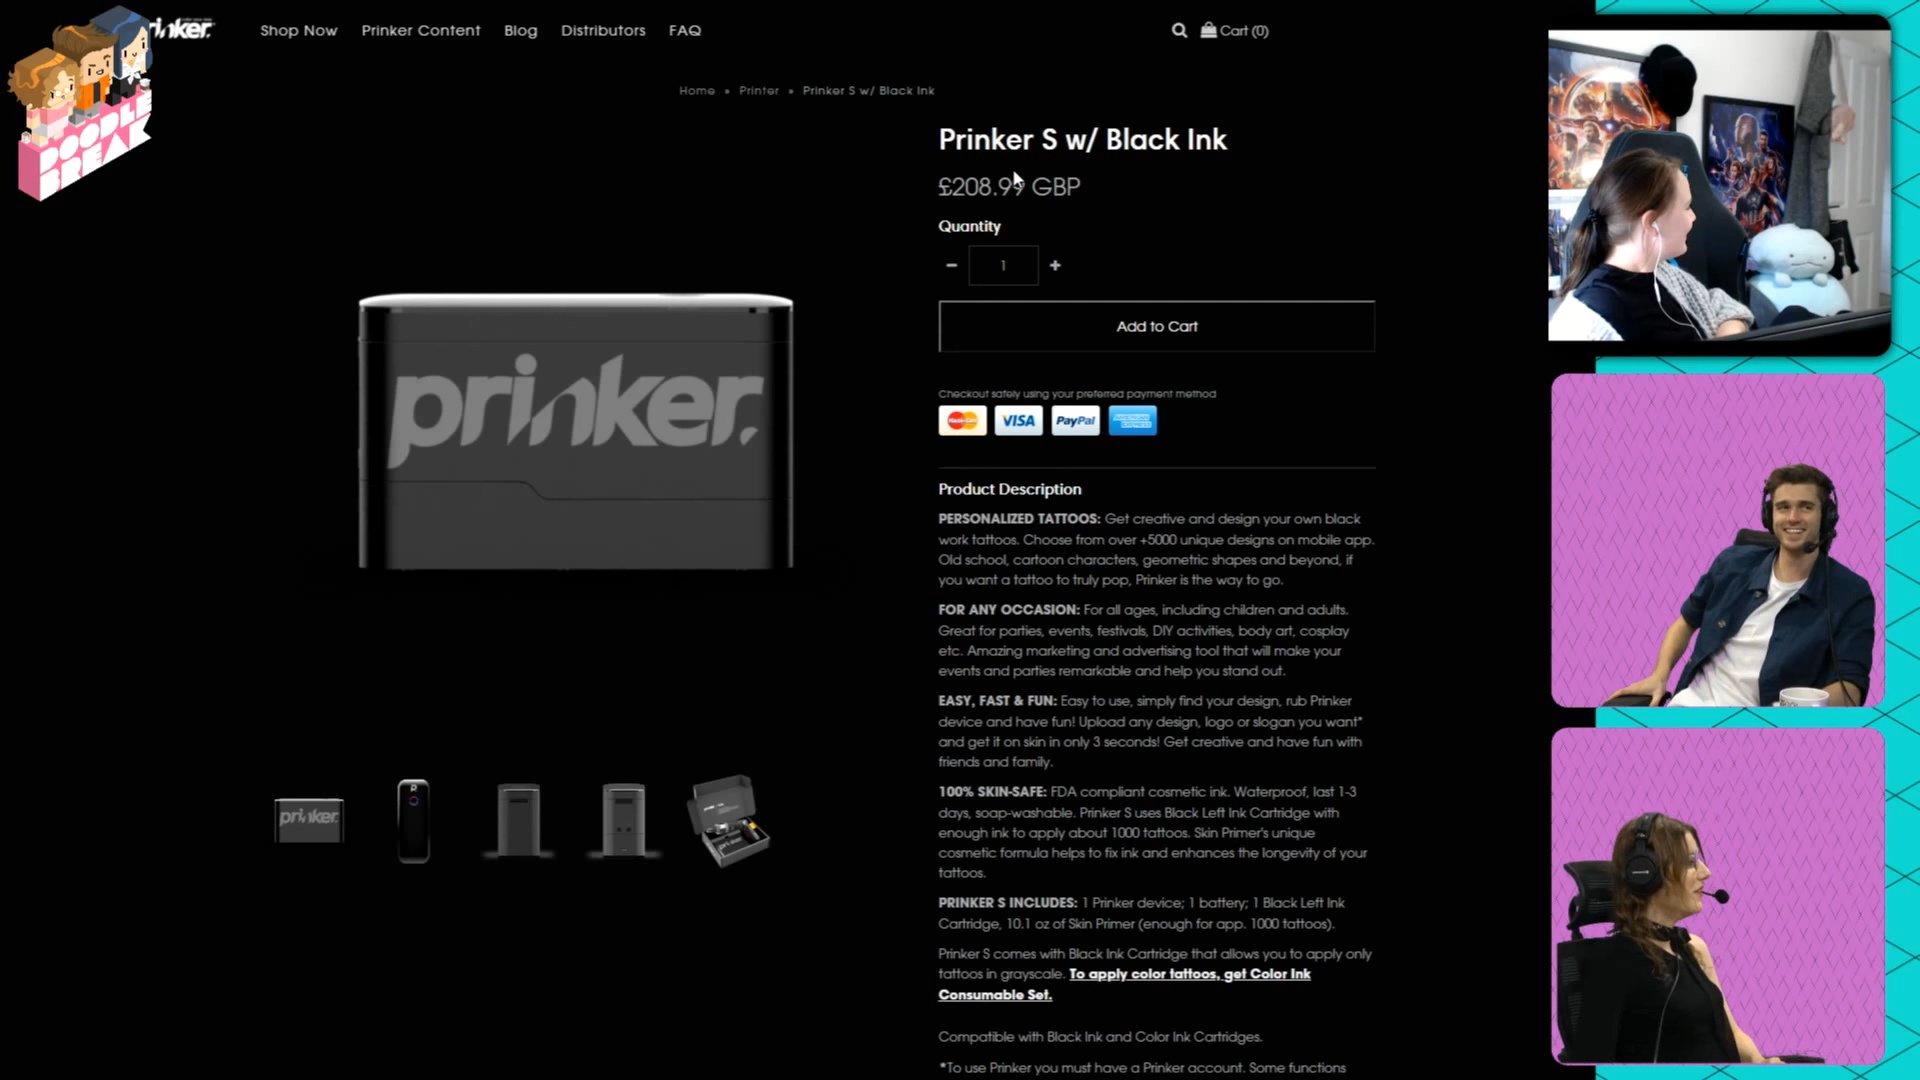 prinker.
Shop Now
Prinker Content
Blog
Distributors
FAQ
Cart (0)
DOODLE
BREAK
Home » Printer » Prinker S w/ Black Ink
Prinker S w/ Black Ink
£208.99 GBP
Quantity
− 1 +
Add to Cart
Checkout safely using your preferred payment method
MasterCard
VISA
PayPal
AMERICAN
EXPRESS
prinker.
prinker.
Product Description
PERSONALIZED TATTOOS: Get creative and design your own black
work tattoos. Choose from over +5000 unique designs on mobile app.
Old school, cartoon characters, geometric shapes and beyond, if
you want a tattoo to truly pop, Prinker is the way to go.
FOR ANY OCCASION: For all ages, including children and adults.
Great for parties, events, festivals, DIY activities, body art, cosplay
etc. Amazing marketing and advertising tool that will make your
events and parties remarkable and help you stand out.
EASY, FAST & FUN: Easy to use, simply find your design, rub Prinker
device and have fun! Upload any design, logo or slogan you want*
and get it on skin in only 3 seconds! Get creative and have fun with
friends and family.
100% SKIN-SAFE: FDA compliant cosmetic ink. Waterproof, last 1-3
days, soap-washable. Prinker S uses Black Left Ink Cartridge with
enough ink to apply about 1000 tattoos. Skin Primer's unique
cosmetic formula helps to fix ink and enhances the longevity of your
tattoos.
PRINKER S INCLUDES: 1 Prinker device; 1 battery; 1 Black Left Ink
Cartridge, 10.1 oz of Skin Primer (enough for app. 1000 tattoos).
Prinker S comes with Black Ink Cartridge that allows you to apply only
tattoos in grayscale. To apply color tattoos, get Color Ink
Consumable Set.
Compatible with Black Ink and Color Ink Cartridges.
*To use Prinker you must have a Prinker account. Some functions